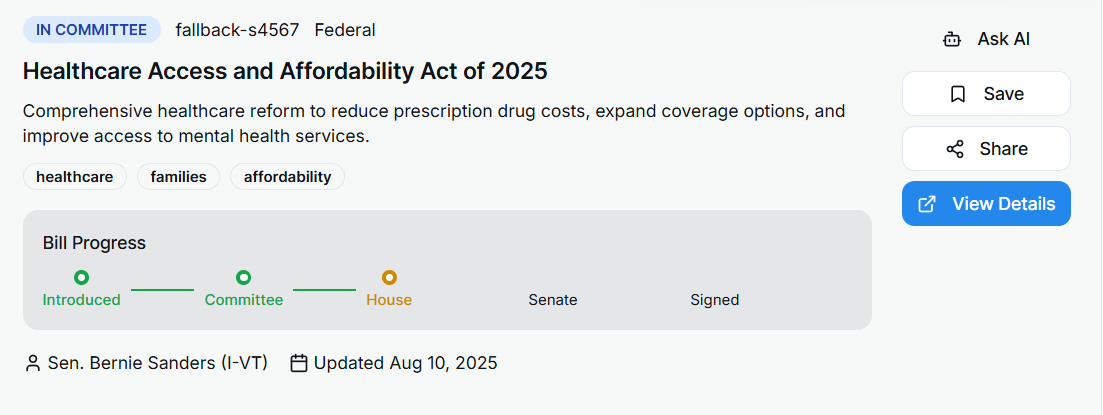 IN COMMITTEE fallback-s4567 Federal
Ask AI
Healthcare Access and Affordability Act of 2025
Save
Comprehensive healthcare reform to reduce prescription drug costs, expand coverage options, and
improve access to mental health services.
Share
healthcare families affordability
View Details
Bill Progress
Introduced Committee House Senate Signed
Sen. Bernie Sanders (I-VT) Updated Aug 10, 2025